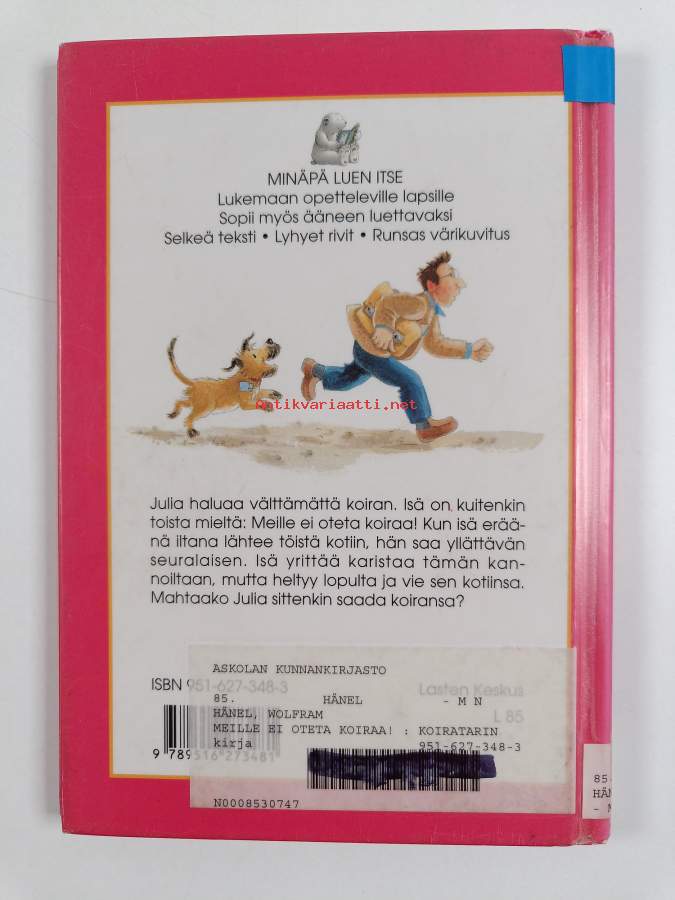 MINÄPÄ LUEN ITSE
Lukemaan opetteleville lapsille
Sopii myös ääneen luettavaksi
Selkeä teksti • Lyhyet rivit • Runsas värikuvitus
Antikvariaatti.net
Julia haluaa välttämättä koiran. Isä on kuitenkin
toista mieltä: Meille ei oteta koiraa! Kun isä erää-
nä iltana lähtee töistä kotiin, hän saa yllättävän
seuralaisen. Isä yrittää karistaa tämän kan-
noiltaan, mutta heltyy lopulta ja vie sen kotiinsa.
Mahtaako Julia sittenkin saada koiransa?
ASKOLAN KUNNANKIRJASTO
ISBN 951-627-348-3
Lasten Keskus
85. HÄNEL - M N
L 85
HÄNEL, WOLFRAM
MEILLE EI OTETA KOIRAA! : KOIRATARIN
kirja 951-627-348-3
9 789516 273481
N0008530747
85
HÄN
- M